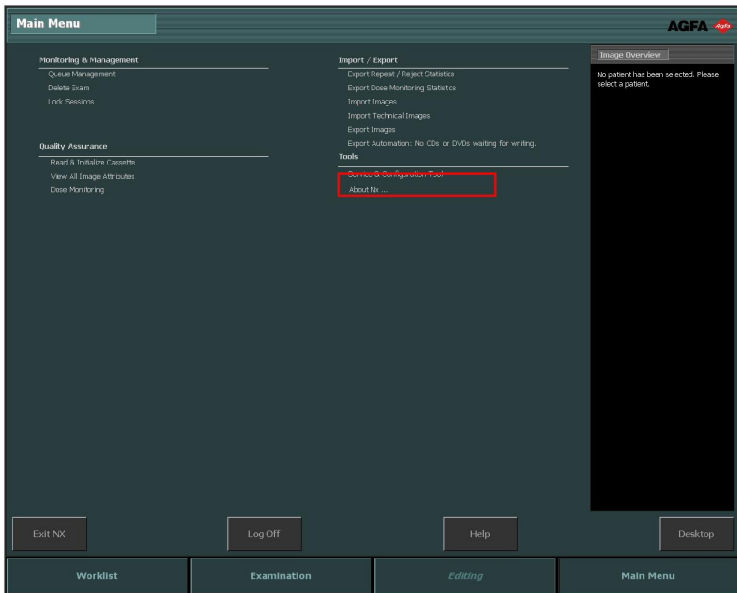 Main Menu
AGFA
Agfa
Monitoring & Management
Queue Management
Delete Exam
Lock Sessions
Quality Assurance
Read & Initialize Cassette
View All Image Attributes
Dose Monitoring
Import / Export
Export Repeat / Reject Statistics
Export Dose Monitoring Statistics
Import Images
Import Technical Images
Export Images
Export Automation: No CDs or DVDs waiting for writing.
Tools
Service & Configuration Tool
About Nx ...
Image Overview
No patient has been selected. Please
select a patient.
Exit NX
Log Off
Help
Desktop
Worklist
Examination
Editing
Main Menu